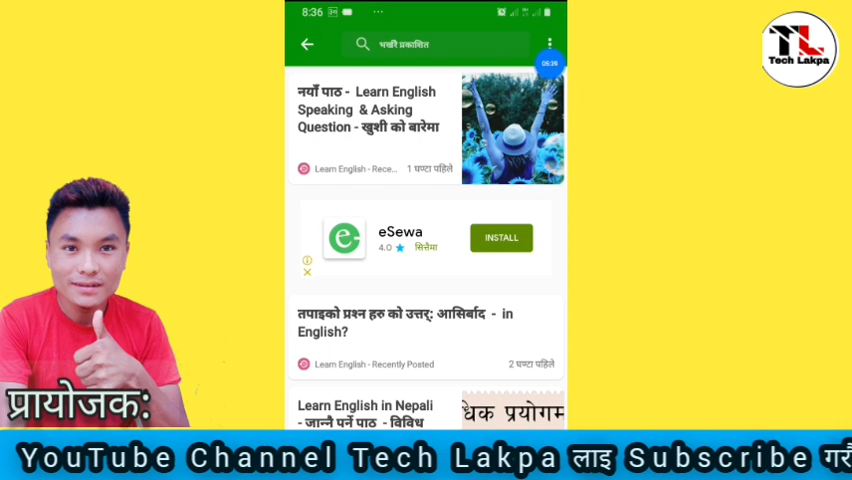 8:36
भर्खरै प्रकाशित
05:39
TL
Tech Lakpa
नयाँ पाठ - Learn English
Speaking & Asking
Question - खुशी को बारेमा
Learn English - Rece... 1 घण्टा पहिले
eSewa
4.0 ★ सित्तैमा
INSTALL
तपाइको प्रश्न हरु को उत्तर्: आसिर्बाद - in
English?
Learn English - Recently Posted 2 घण्टा पहिले
Learn English in Nepali
- जान्नै पर्ने पाठ - विविध
धिक प्रयोगम
प्रायोजक:
YouTube Channel Tech Lakpa लाइ Subscribe गरौ